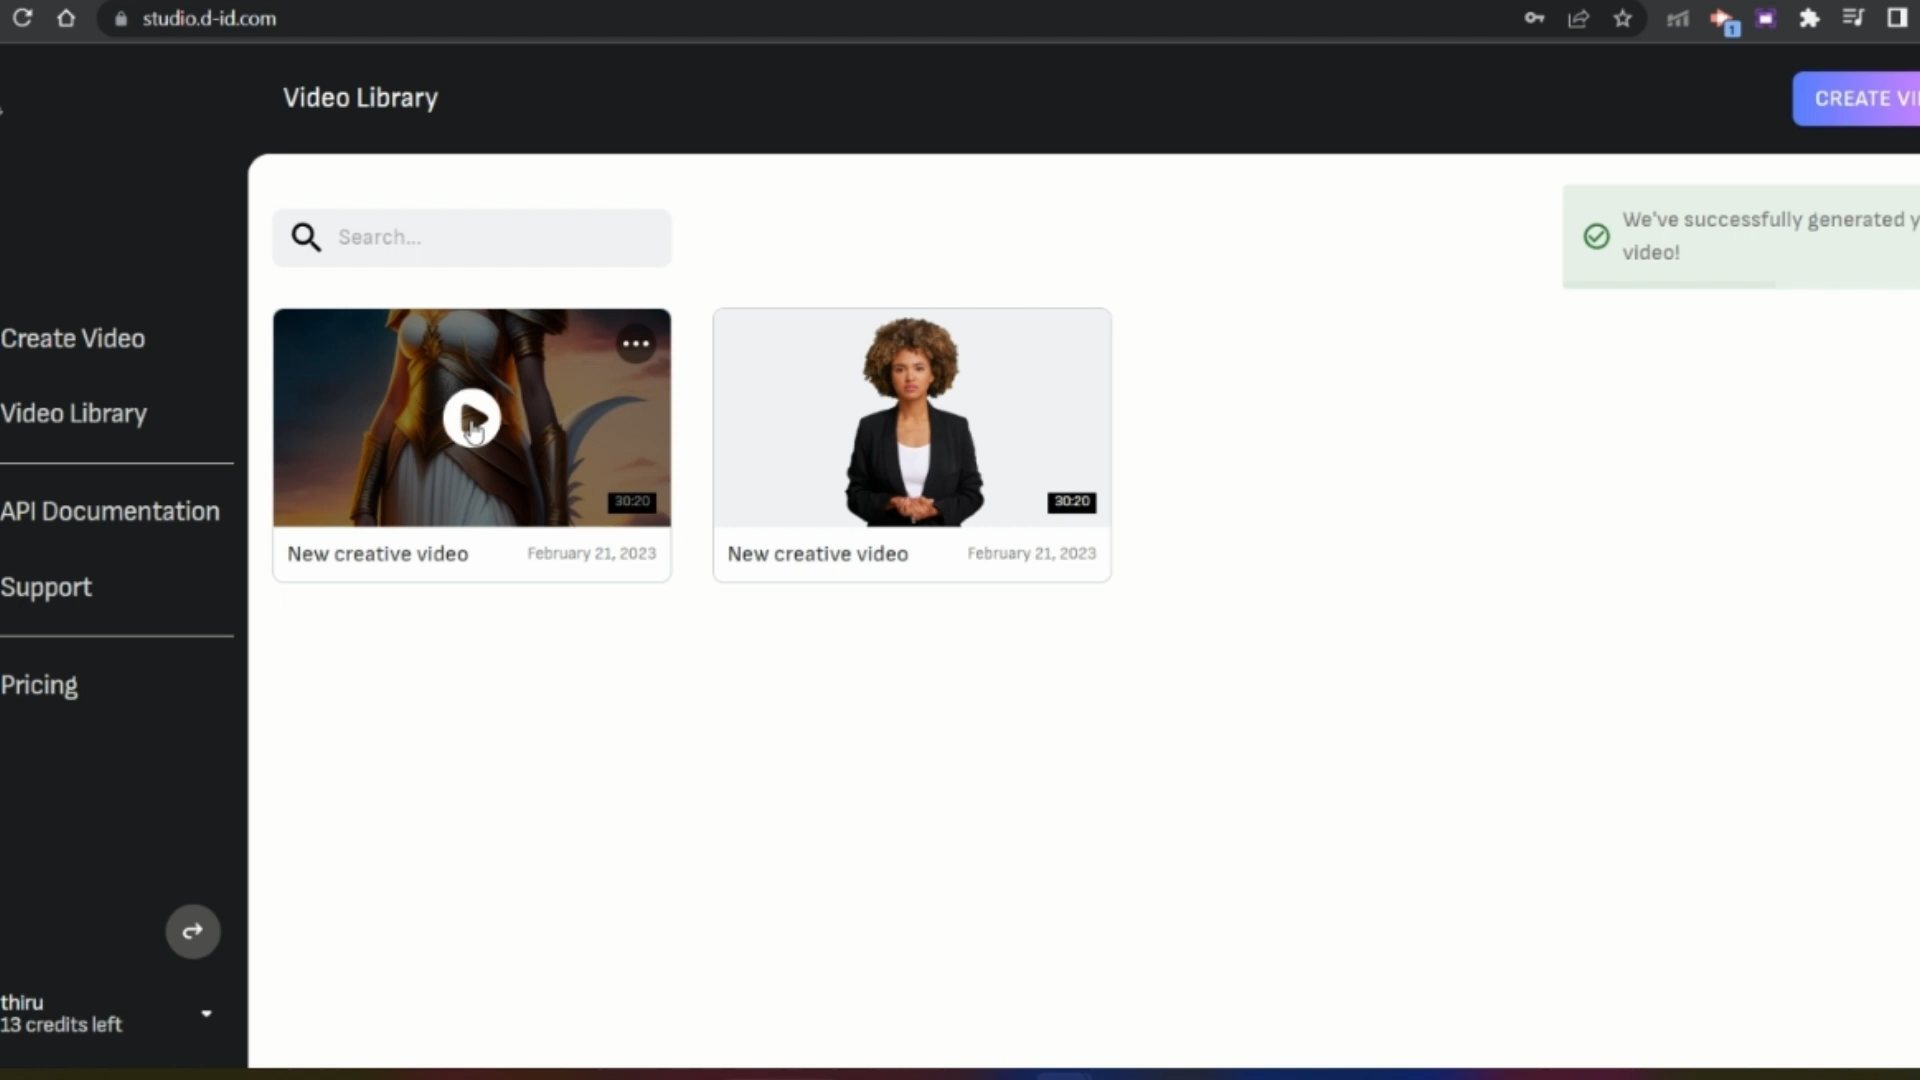 studio.d-id.com
1
Video Library
CREATE VI
Search...
We've successfully generated y
video!
Create Video
Video Library
API Documentation
Support
Pricing
30:20
New creative video
February 21, 2023
30:20
New creative video
February 21, 2023
thiru
13 credits left